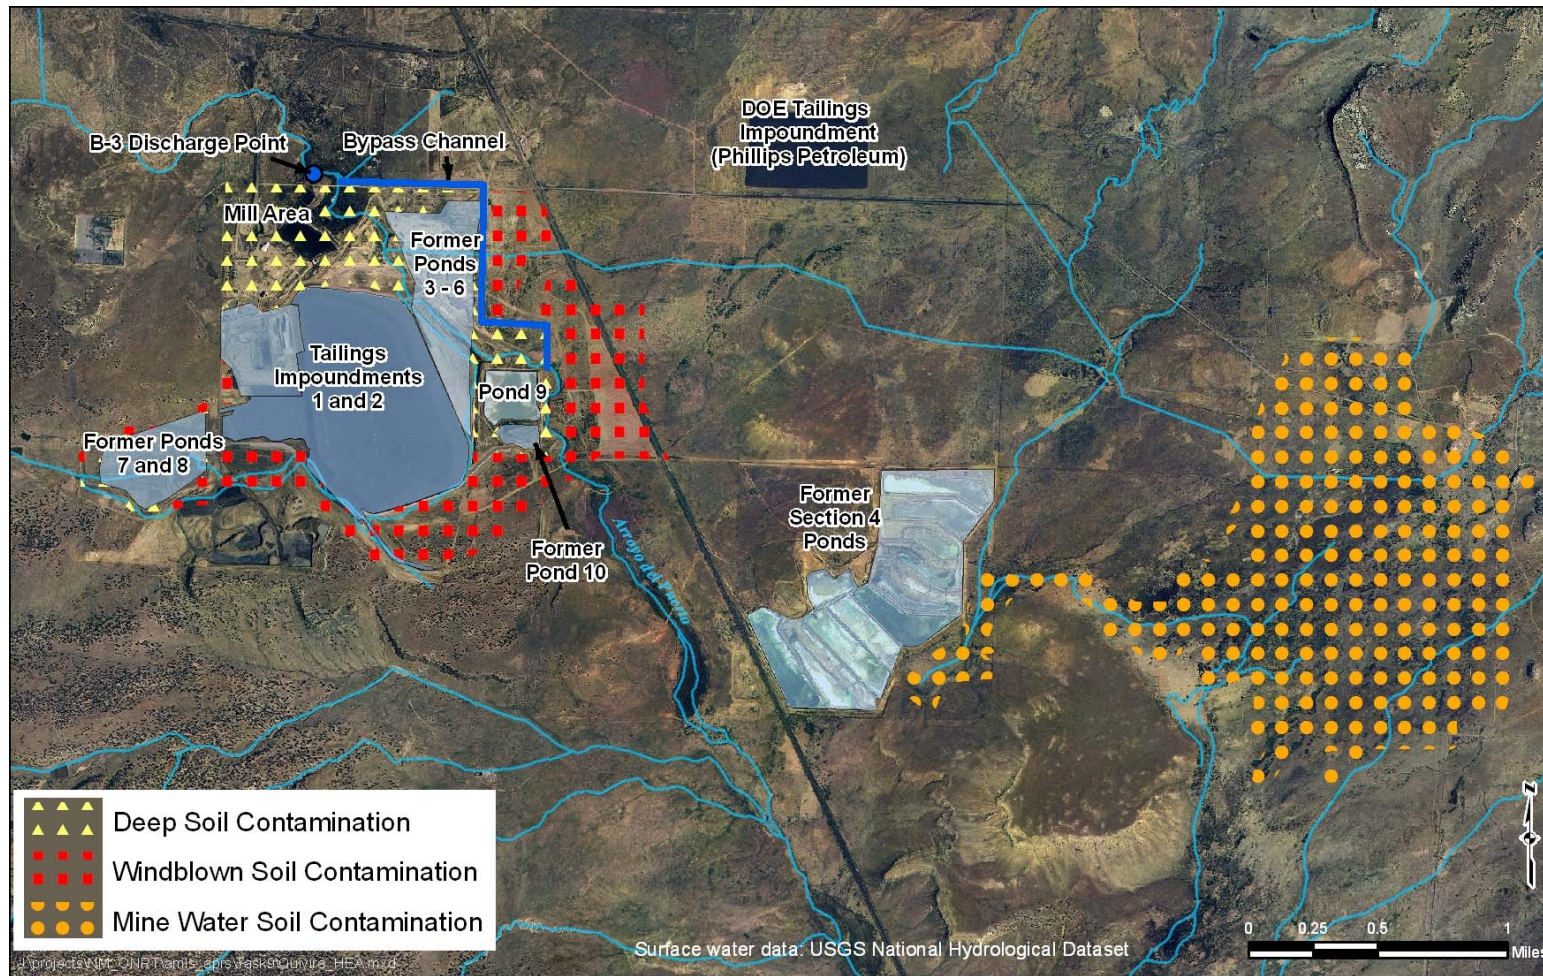 DOE Tailings
Impoundment
(Phillips Petroleum)
B-3 Discharge Point
Bypass Channel
Mill Area
Former
Ponds
3 - 6
Tailings
Impoundments
1 and 2
Pond 9
Former Ponds
7 and 8
Former
Section 4
Ponds
Former
Pond 10
Arroyo del Puerto
Deep Soil Contamination
Windblown Soil Contamination
Mine Water Soil Contamination
N
0 0.25 0.5 1
Miles
Surface water data: USGS National Hydrological Dataset